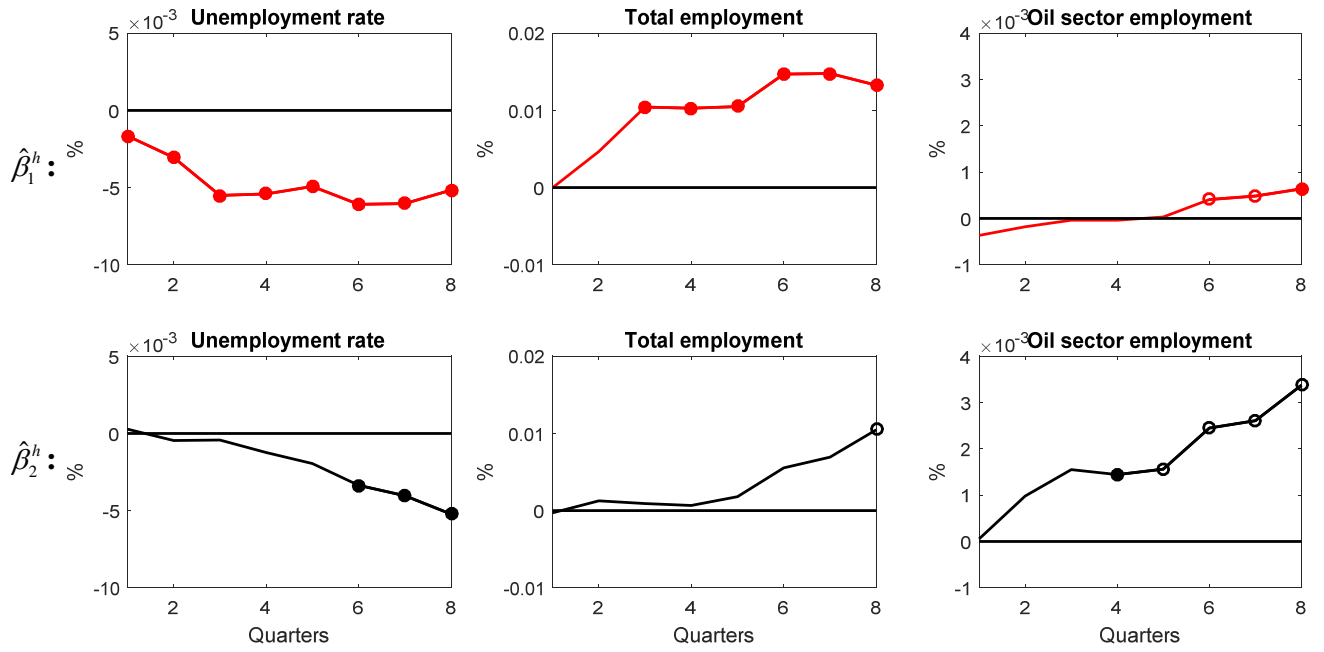 ×10⁻³ Unemployment rate
5
0
-5
-10
%
2 4 6 8
Total employment
0.02
0.01
0
-0.01
%
2 4 6 8
×10⁻³ Oil sector employment
4
3
2
1
0
-1
%
2 4 6 8
β̂₁ʰ:
×10⁻³ Unemployment rate
5
0
-5
-10
%
2 4 6 8
Quarters
Total employment
0.02
0.01
0
-0.01
%
2 4 6 8
Quarters
×10⁻³ Oil sector employment
4
3
2
1
0
-1
%
2 4 6 8
Quarters
β̂₂ʰ: